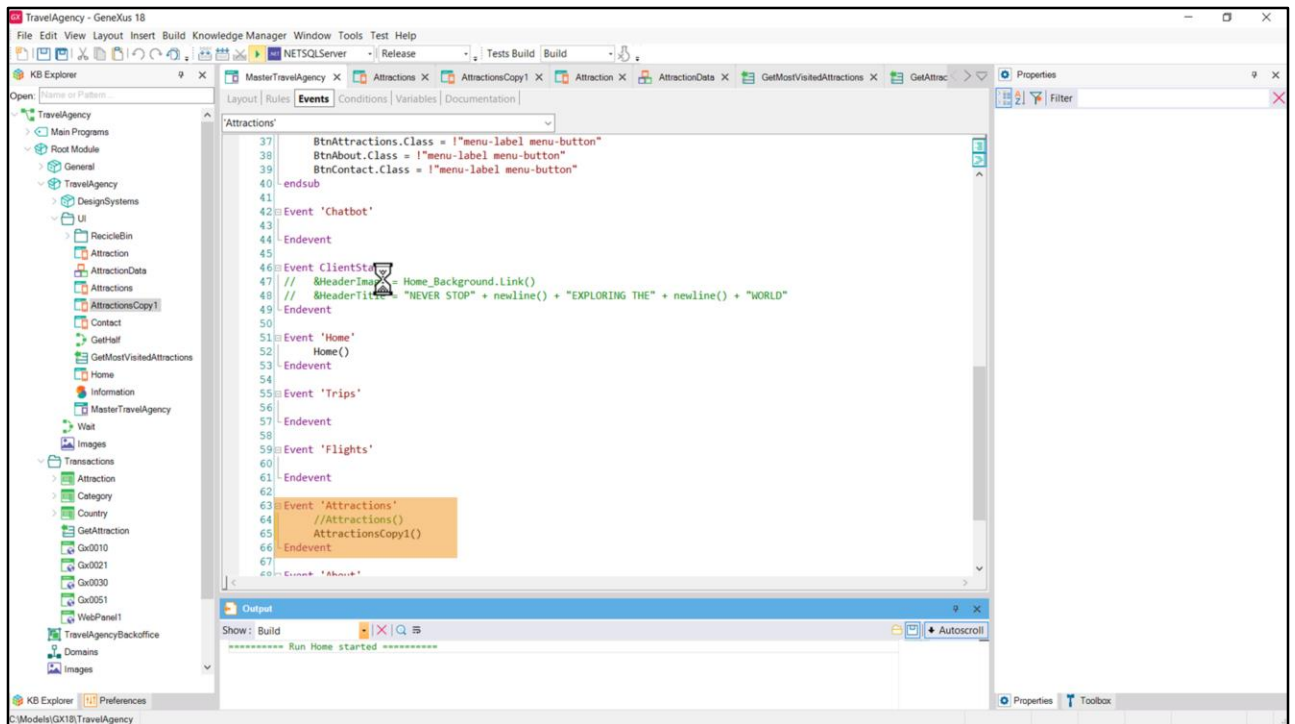 TravelAgency - GeneXus 18
File Edit View Layout Insert Build Knowledge Manager Window Tools Test Help
NETSQLServer Release Tests Build Build
KB Explorer
Open: Name or Pattern ...
TravelAgency
Main Programs
Root Module
General
TravelAgency
DesignSystems
UI
RecicleBin
Attraction
AttractionData
Attractions
AttractionsCopy1
Contact
GetHalf
GetMostVisitedAttractions
Home
Information
MasterTravelAgency
Wait
Images
Transactions
Attraction
Category
Country
GetAttraction
Gx0010
Gx0021
Gx0030
Gx0051
WebPanel1
TravelAgencyBackoffice
Domains
Images
KB Explorer Preferences
C:\Models\GX18\TravelAgency
MasterTravelAgency X Attractions X AttractionsCopy1 X Attraction X AttractionData X GetMostVisitedAttractions X GetAttrac
Layout Rules Events Conditions Variables Documentation
'Attractions'
37 BtnAttractions.Class = !"menu-label menu-button"
38 BtnAbout.Class = !"menu-label menu-button"
39 BtnContact.Class = !"menu-label menu-button"
40 endsub
41
42 Event 'Chatbot'
43
44 Endevent
45
46 Event ClientSta
47 // &HeaderImag = Home_Background.Link()
48 // &HeaderTit = "NEVER STOP" + newline() + "EXPLORING THE" + newline() + "WORLD"
49 Endevent
50
51 Event 'Home'
52 Home()
53 Endevent
54
55 Event 'Trips'
56
57 Endevent
58
59 Event 'Flights'
60
61 Endevent
62
63 Event 'Attractions'
64 //Attractions()
65 AttractionsCopy1()
66 Endevent
67
68 Event 'About'
Output
Show: Build Autoscroll
========== Run Home started ==========
Properties
Filter
Properties Toolbox